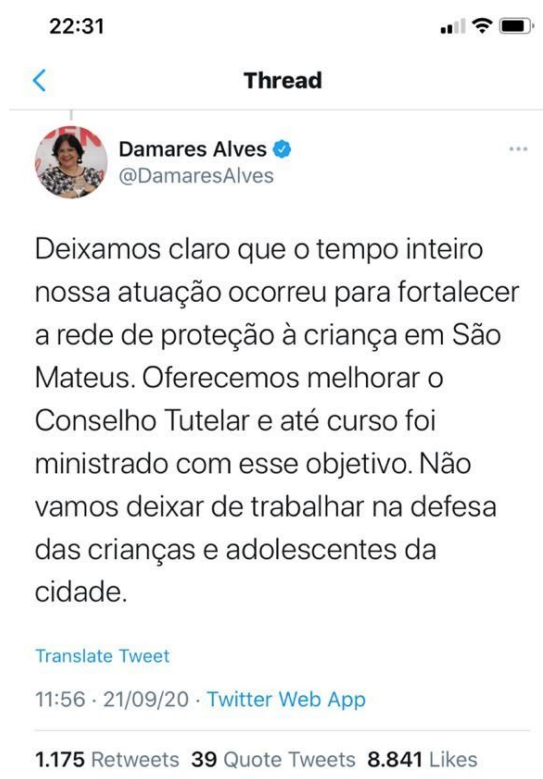 22:31
Thread
Damares Alves
@DamaresAlves
Deixamos claro que o tempo inteiro
nossa atuação ocorreu para fortalecer
a rede de proteção à criança em São
Mateus. Oferecemos melhorar o
Conselho Tutelar e até curso foi
ministrado com esse objetivo. Não
vamos deixar de trabalhar na defesa
das crianças e adolescentes da
cidade.
Translate Tweet
11:56 · 21/09/20 · Twitter Web App
1.175 Retweets 39 Quote Tweets 8.841 Likes